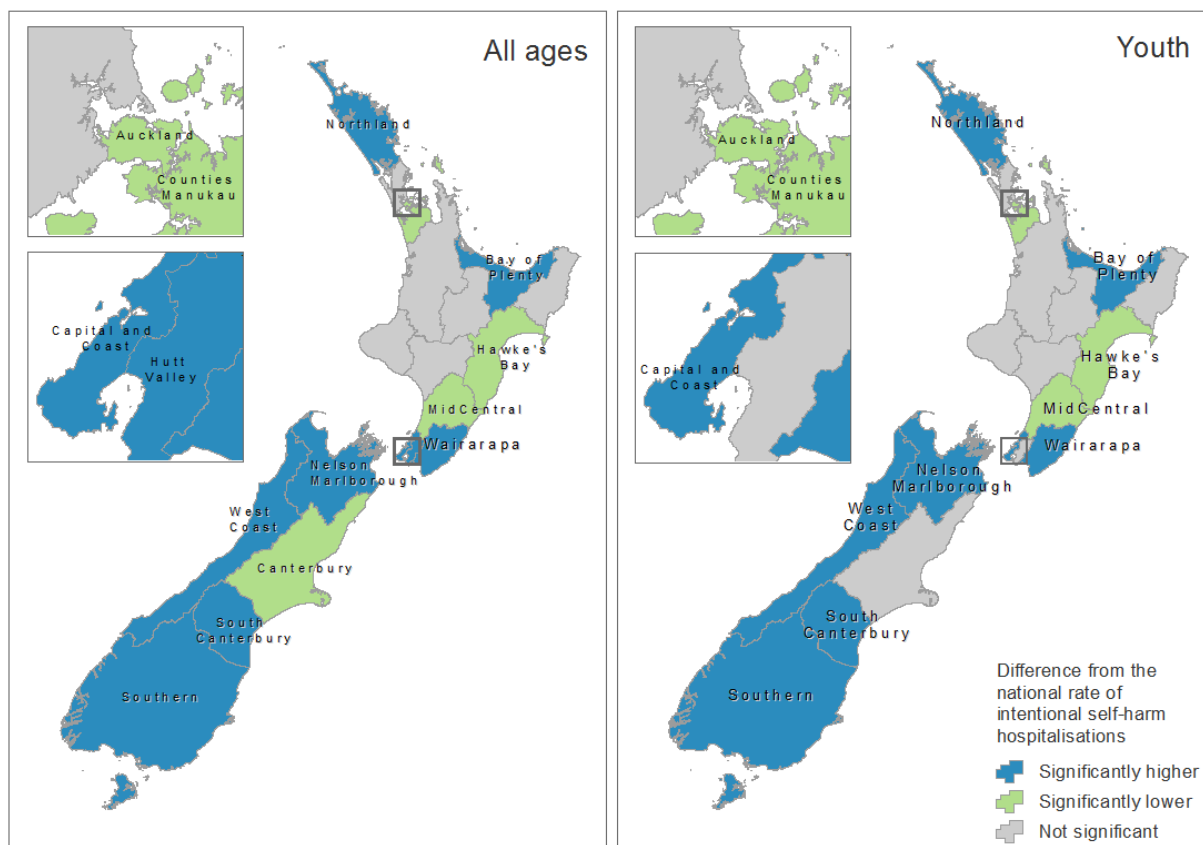 All ages
Northland
Auckland
Counties
Manukau
Bay of
Plenty
Capital and
Coast
Hutt
Valley
Hawke's
Bay
MidCentral
Wairarapa
Nelson
Marlborough
West
Coast
Canterbury
South
Canterbury
Southern
Youth
Northland
Auckland
Counties
Manukau
Bay of
Plenty
Capital and
Coast
Hawke's
Bay
MidCentral
Wairarapa
Nelson
Marlborough
West
Coast
South
Canterbury
Southern
Difference from the
national rate of
intentional self-harm
hospitalisations
Significantly higher
Significantly lower
Not significant